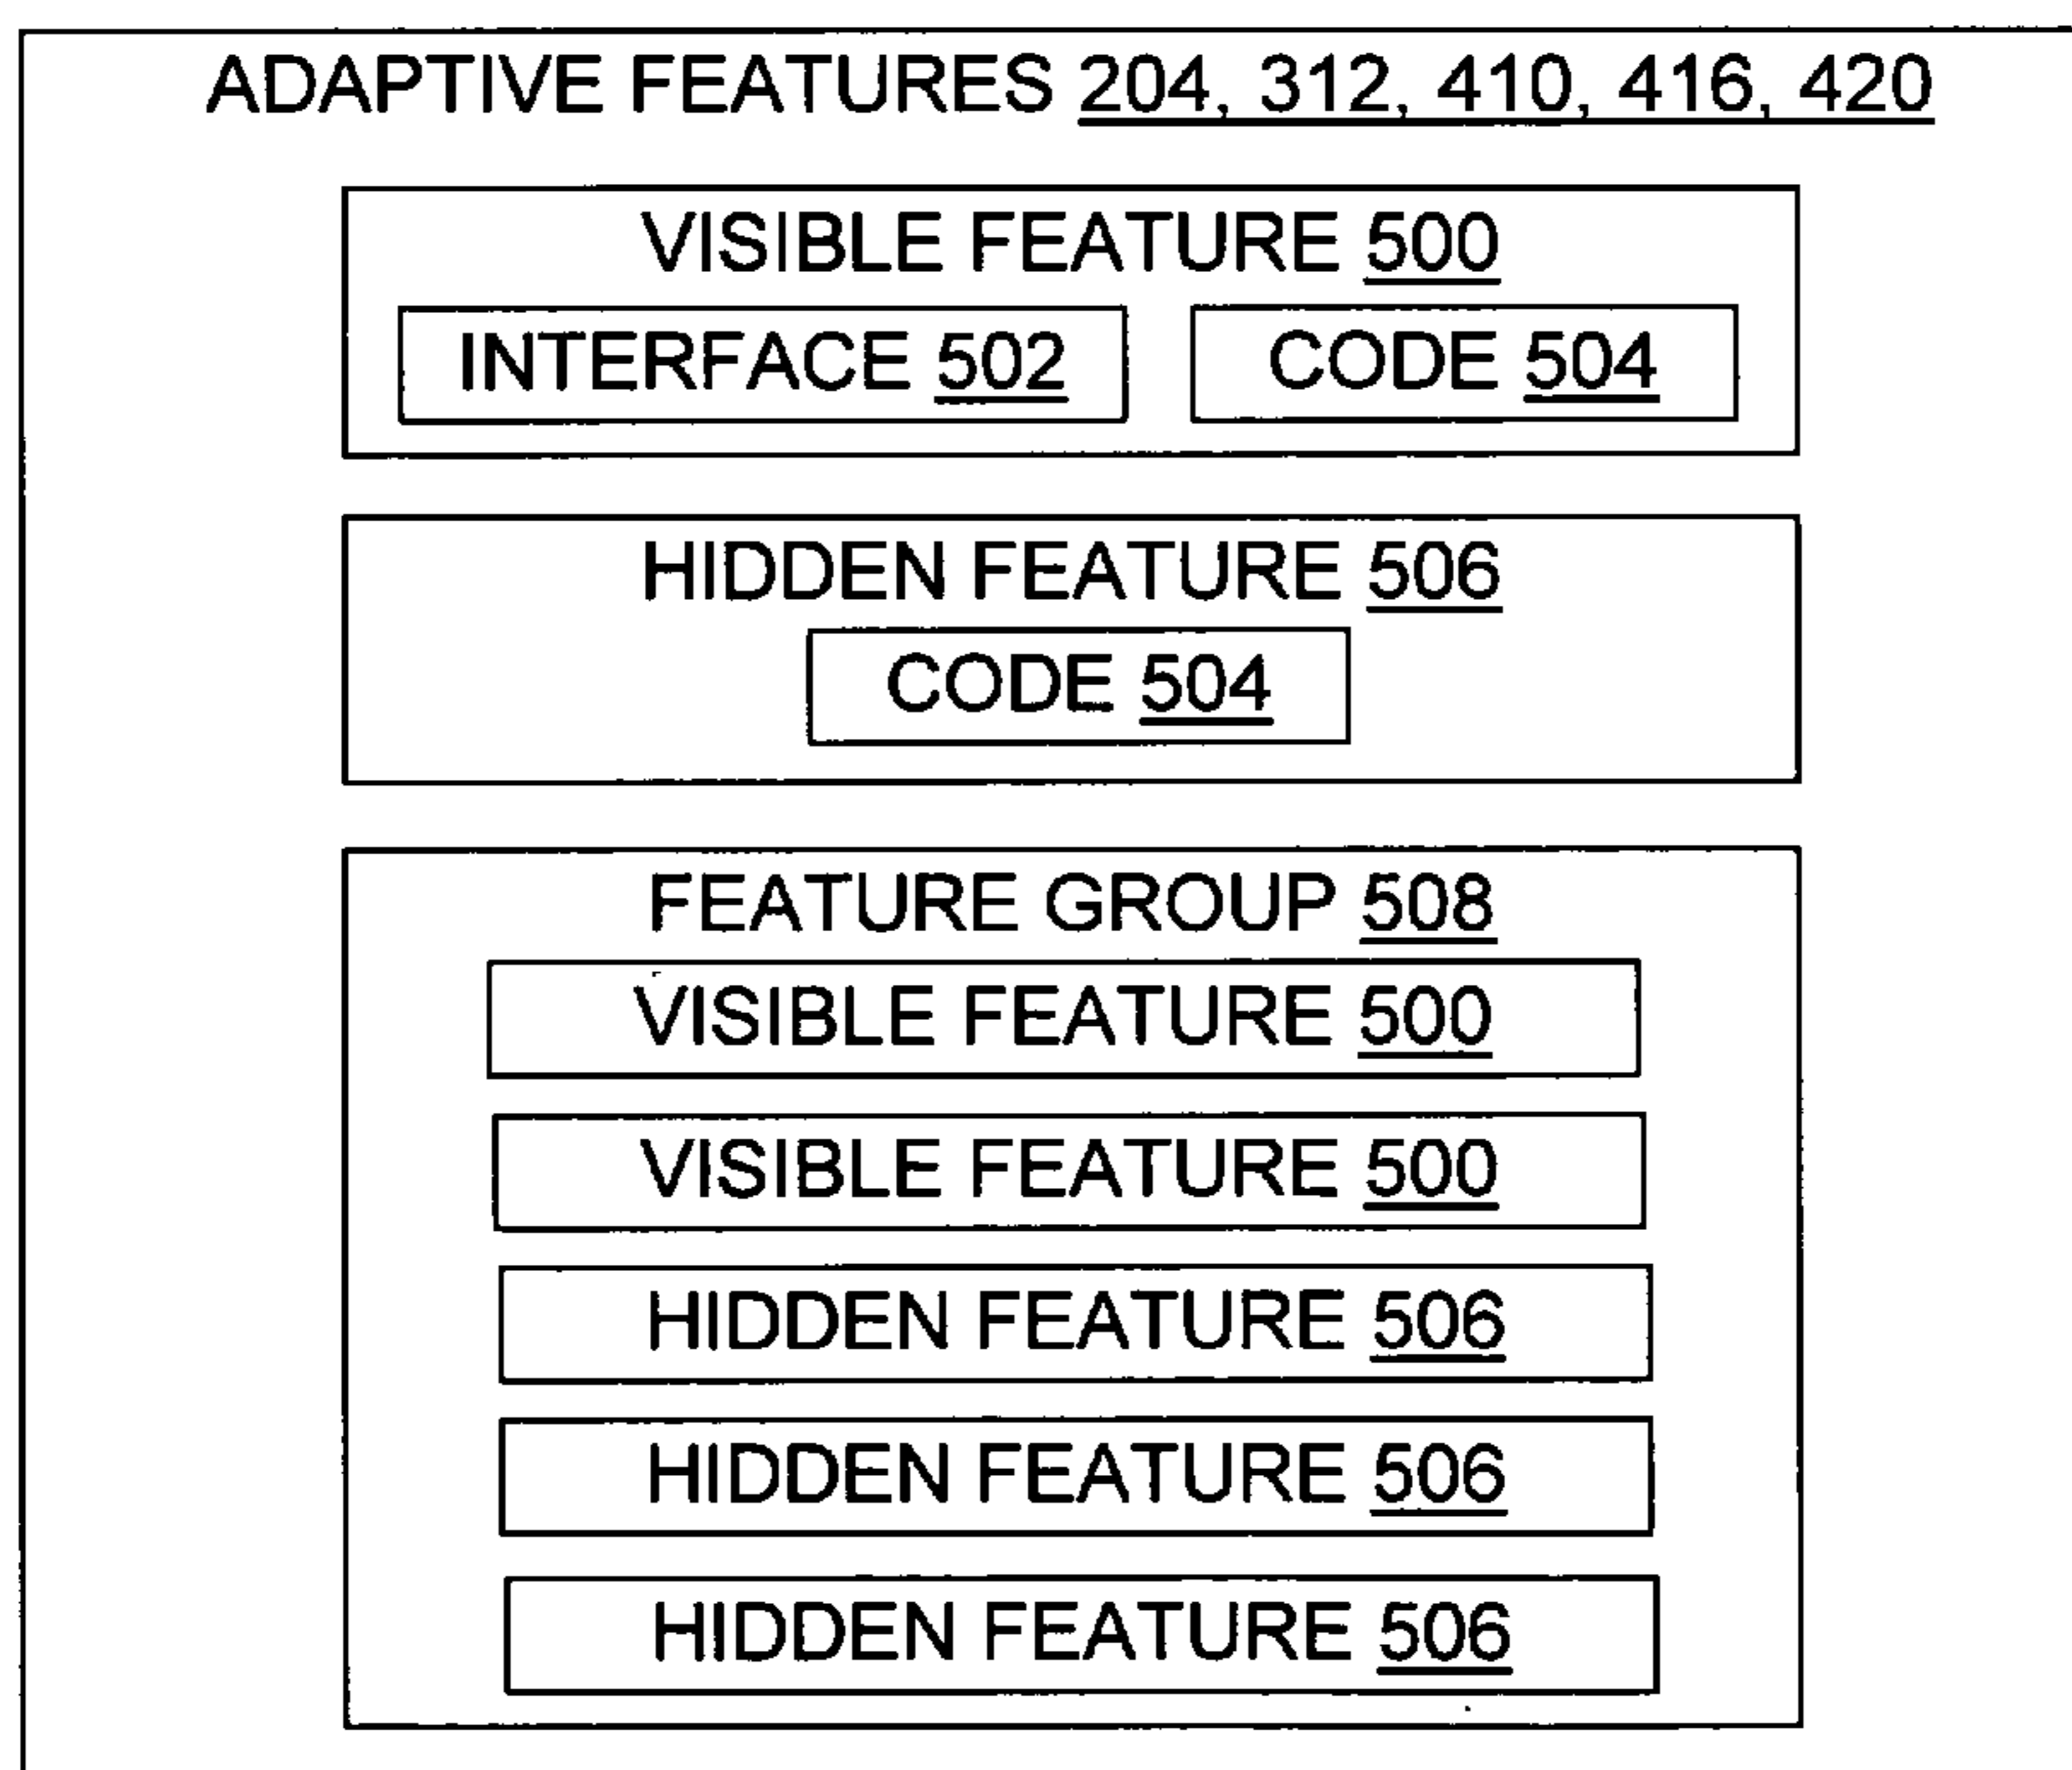 ADAPTIVE FEATURES 204, 312, 410, 416, 420
VISIBLE FEATURE 500
INTERFACE 502
CODE 504
HIDDEN FEATURE 506
CODE 504
FEATURE GROUP 508
VISIBLE FEATURE 500
VISIBLE FEATURE 500
HIDDEN FEATURE 506
HIDDEN FEATURE 506
HIDDEN FEATURE 506